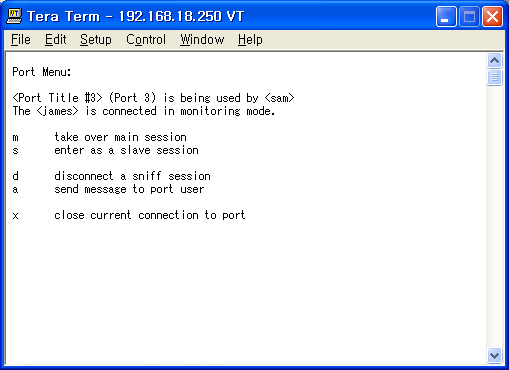 Tera Term - 192.168.18.250 VT
File Edit Setup Control Window Help
Port Menu:
<Port Title #3> (Port 3) is being used by <sam>
The <james> is connected in monitoring mode.
m take over main session
s enter as a slave session
d disconnect a sniff session
a send message to port user
x close current connection to port